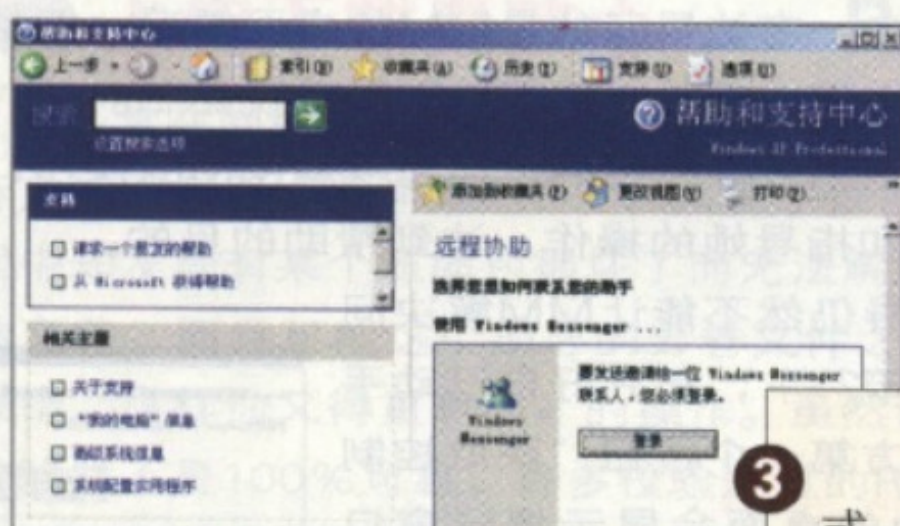 帮助和支持中心
上一步 索引(I) 收藏夹(A) 历史(I) 支持(U) 选项(U)
搜索
设置搜索选项
帮助和支持中心
Windows XP Professional
支持
请求一个朋友的帮助
从 Microsoft 获得帮助
相关主题
关于支持
“我的电脑”信息
高级系统信息
系统配置实用程序
添加到收藏夹(D) 更改视图(V) 打印(P)...
远程协助
选择您想如何联系您的助手
使用 Windows Messenger ...
Windows
Messenger
要发送邀请给一位 Windows Messenger
联系人，您必须登录。
登录
3